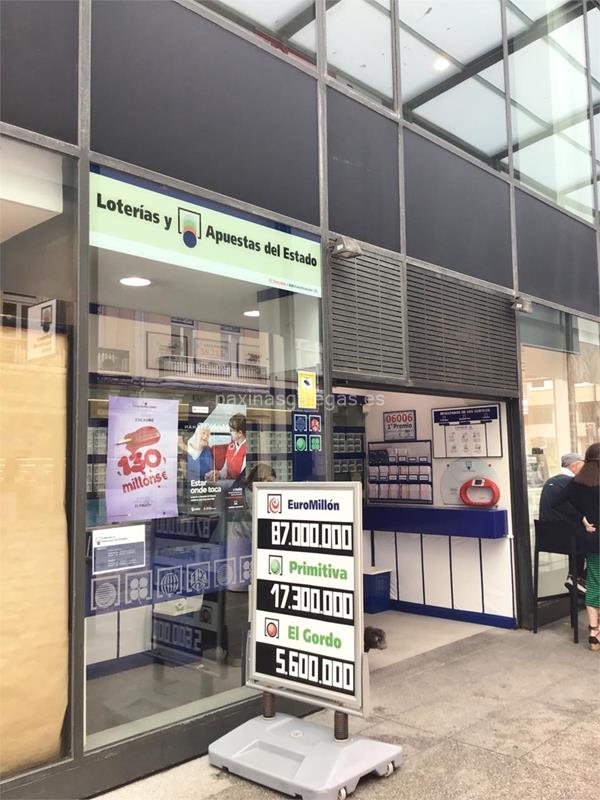 Loterías y Apuestas del Estado
paxinasgalegas.es
130
millóns€
Estar
onde toca
06006
1º Premio
EuroMillón
87.000.000
Primitiva
17.300.000
El Gordo
5.600.000